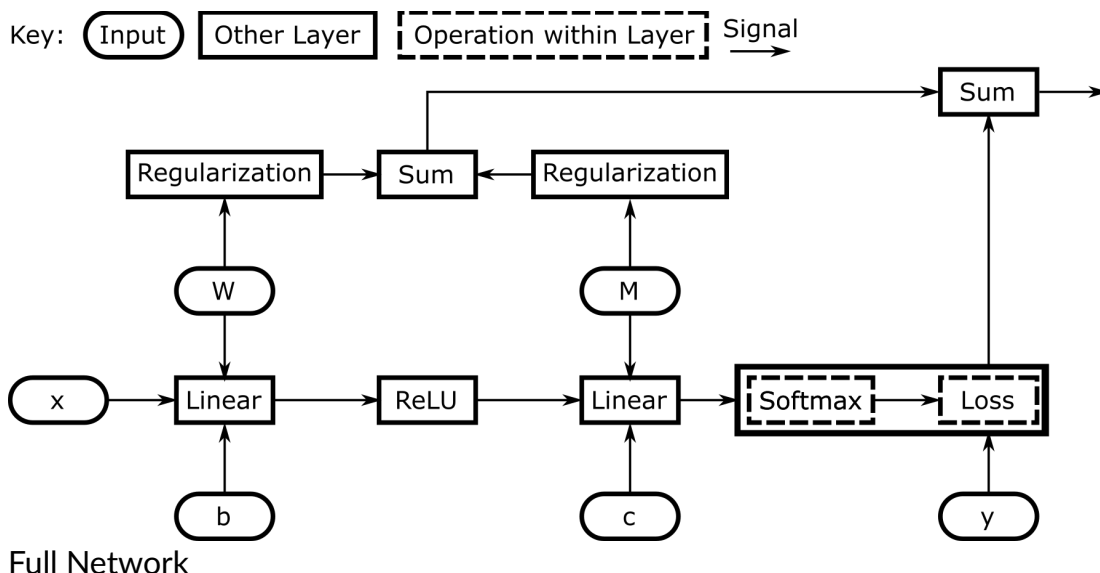 Key: Input Other Layer Operation within Layer Signal
Sum
Regularization Sum Regularization
W M
x Linear ReLU Linear Softmax Loss
b c y
Full Network